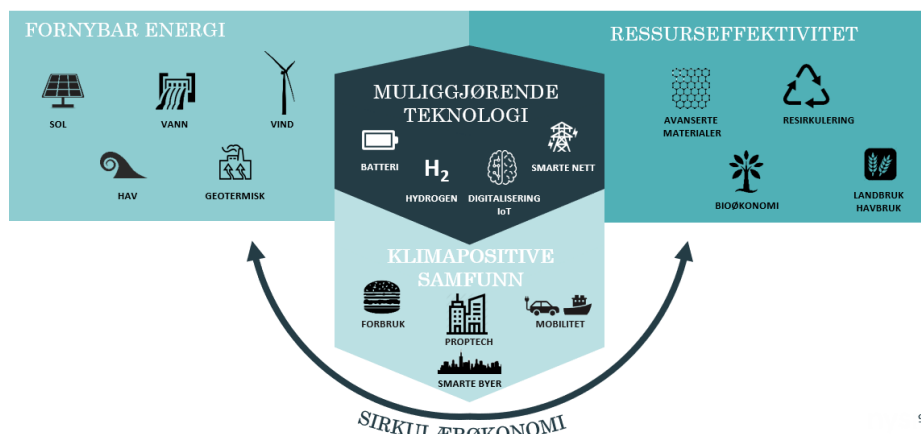 FORNYBAR ENERGI
SOL
VANN
VIND
HAV
GEOTERMISK
MULIGGJØRENDE
TEKNOLOGI
BATTERI
H₂
HYDROGEN
DIGITALISERING
IoT
SMARTE NETT
RESSURSEFFEKTIVITET
AVANSERTE
MATERIALER
RESIRKULERING
BIOØKONOMI
LANDBRUK
HAVBRUK
KLIMAPOSITIVE
SAMFUNN
FORBRUK
PROPTECH
MOBILITET
SMARTE BYER
SIRKULÆRØKONOMI